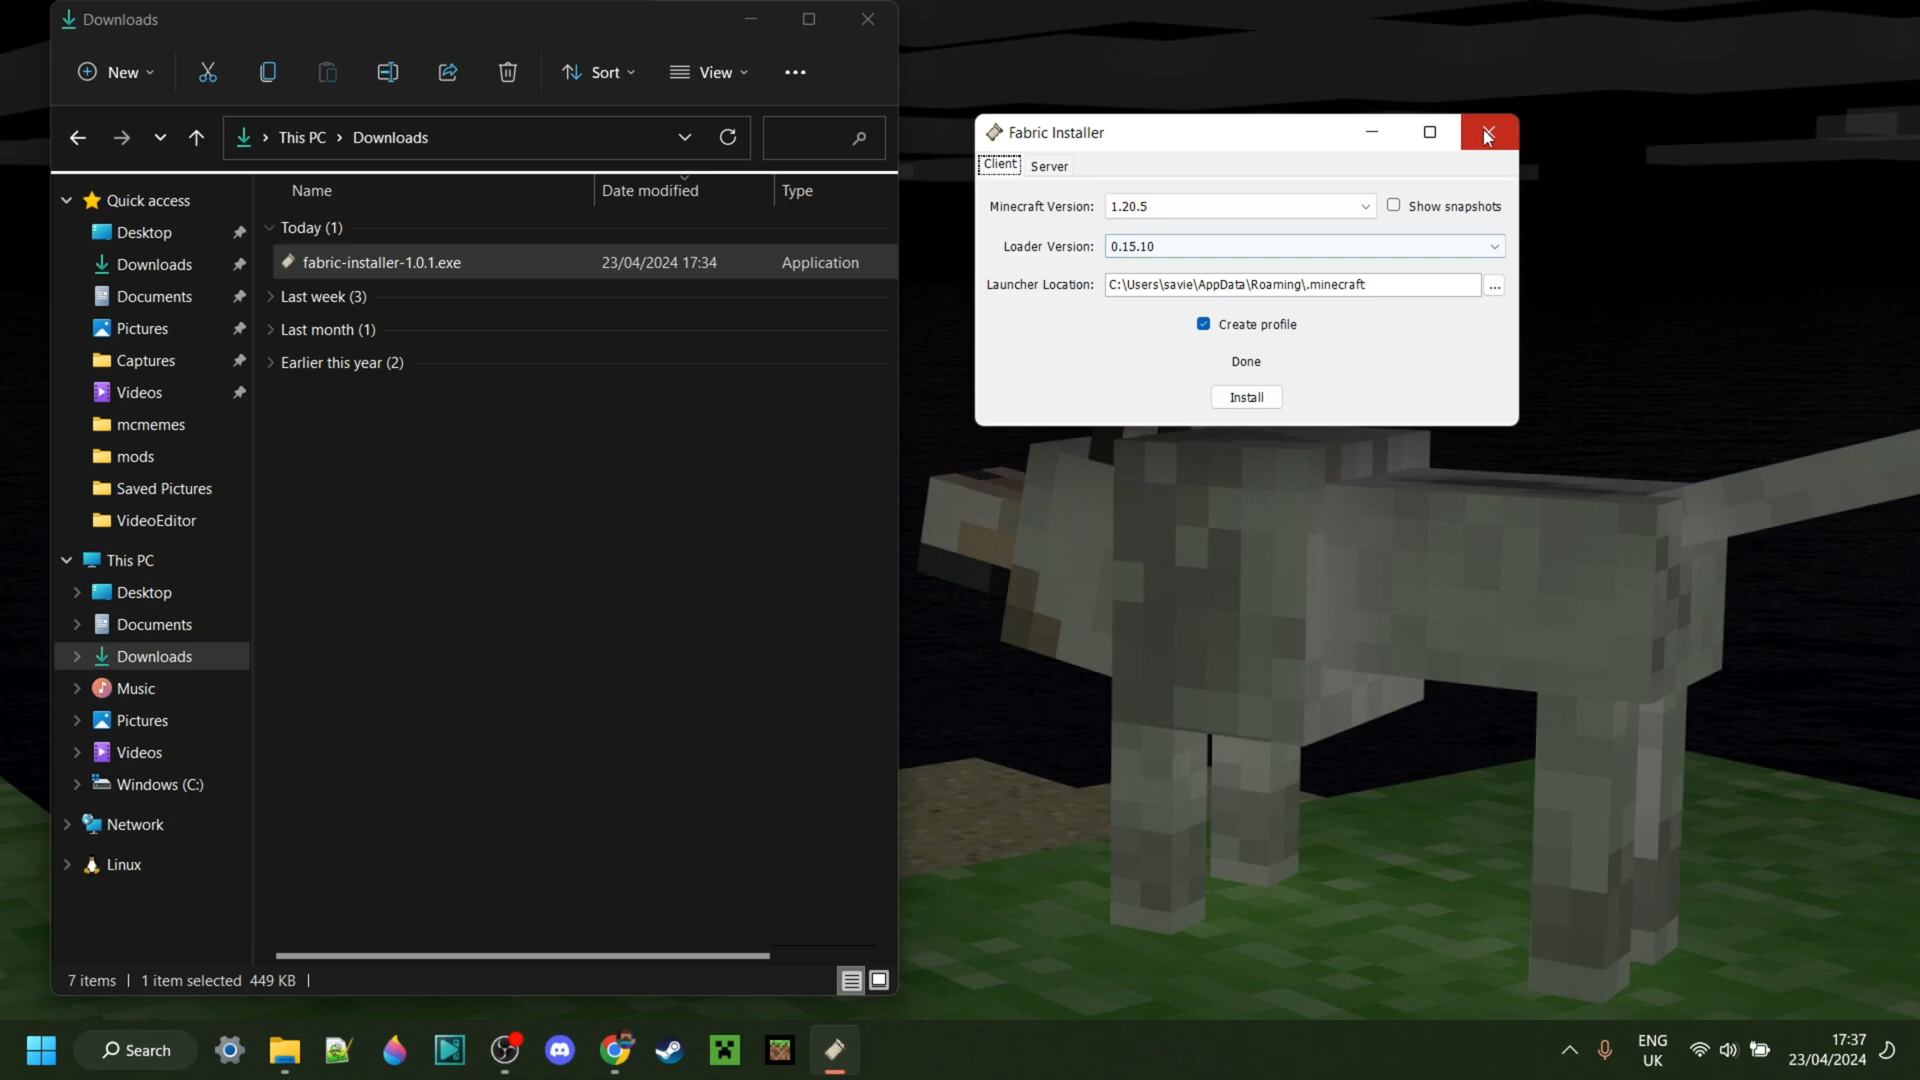 Downloads
New
Sort
View
This PC
Downloads
Name
Date modified
Type
Quick access
Desktop
Downloads
Documents
Pictures
Captures
Videos
mcmemes
mods
Saved Pictures
VideoEditor
This PC
Desktop
Documents
Downloads
Music
Pictures
Videos
Windows (C:)
Network
Linux
Today (1)
fabric-installer-1.0.1.exe
23/04/2024 17:34
Application
Last week (3)
Last month (1)
Earlier this year (2)
7 items
1 item selected 449 KB
Fabric Installer
Client
Server
Minecraft Version:
1.20.5
Show snapshots
Loader Version:
0.15.10
Launcher Location:
C:\Users\savie\AppData\Roaming\.minecraft
...
Create profile
Done
Install
Search
ENG
UK
17:37
23/04/2024